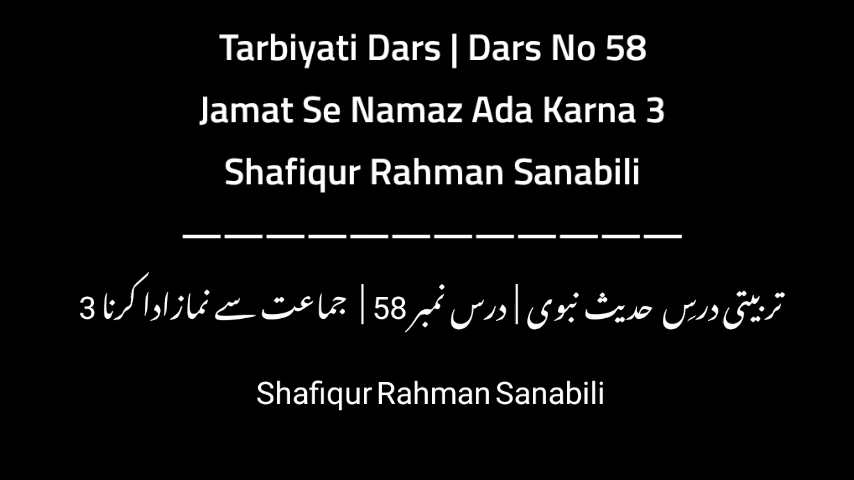 Tarbiyati Dars | Dars No 58
Jamat Se Namaz Ada Karna 3
Shafiqur Rahman Sanabili
————————————
تربیتی درسِ حدیث نبوی | درس نمبر 58 | جماعت سے نماز ادا کرنا 3
Shafiqur Rahman Sanabili